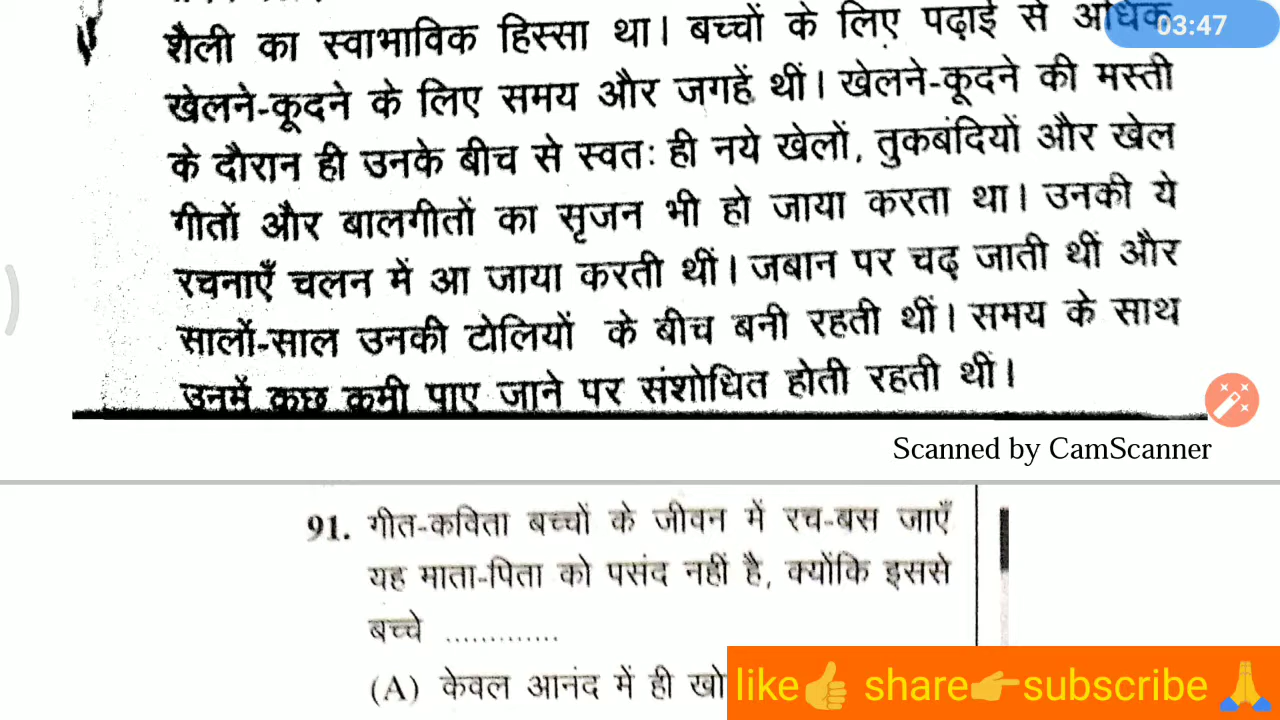 शैली का स्वाभाविक हिस्सा था। बच्चों के लिए पढ़ाई से अधिक
03:47
खेलने-कूदने के लिए समय और जगहें थीं। खेलने-कूदने की मस्ती
के दौरान ही उनके बीच से स्वतः ही नये खेलों, तुकबंदियों और खेल
गीतों और बालगीतों का सृजन भी हो जाया करता था। उनकी ये
रचनाएँ चलन में आ जाया करती थीं। जबान पर चढ़ जाती थीं और
सालों-साल उनकी टोलियों के बीच बनी रहती थीं। समय के साथ
उनमें कुछ कमी पाए जाने पर संशोधित होती रहती थीं।
Scanned by CamScanner
91. गीत-कविता बच्चों के जीवन में रच-बस जाएँ
यह माता-पिता को पसंद नहीं है, क्योंकि इससे
बच्चे .............
(A) केवल आनंद में ही खो
like share subscribe